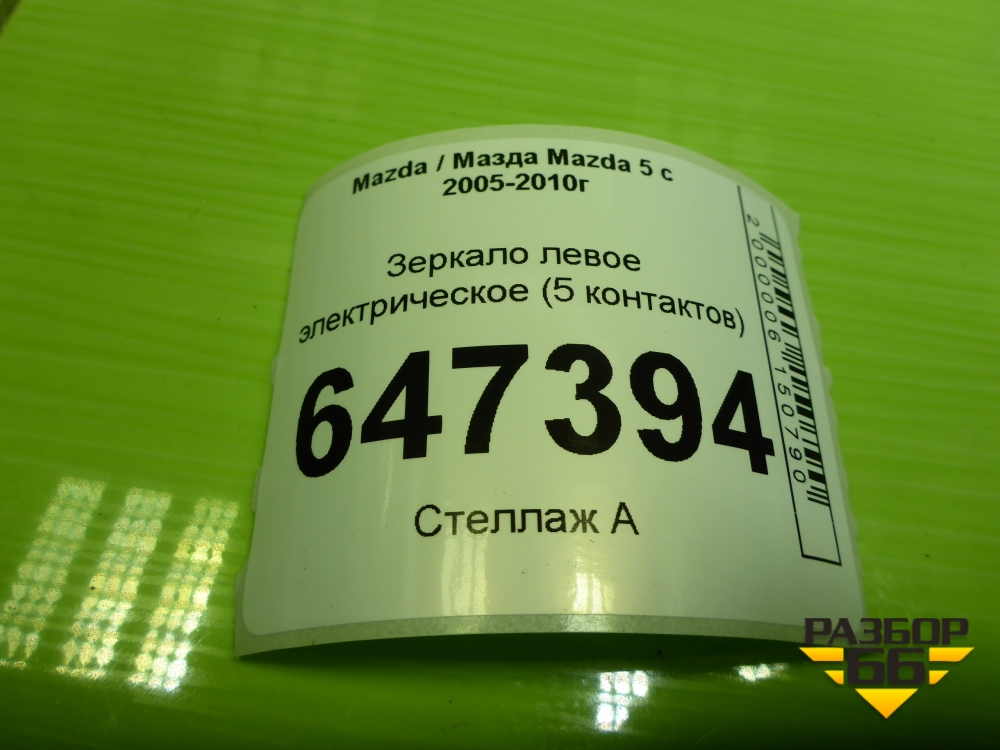 Mazda / Мазда Mazda 5 с
2005-2010г
Зеркало левое
электрическое (5 контактов)
647394
Стеллаж А
2000006150790
РАЗБОР
66